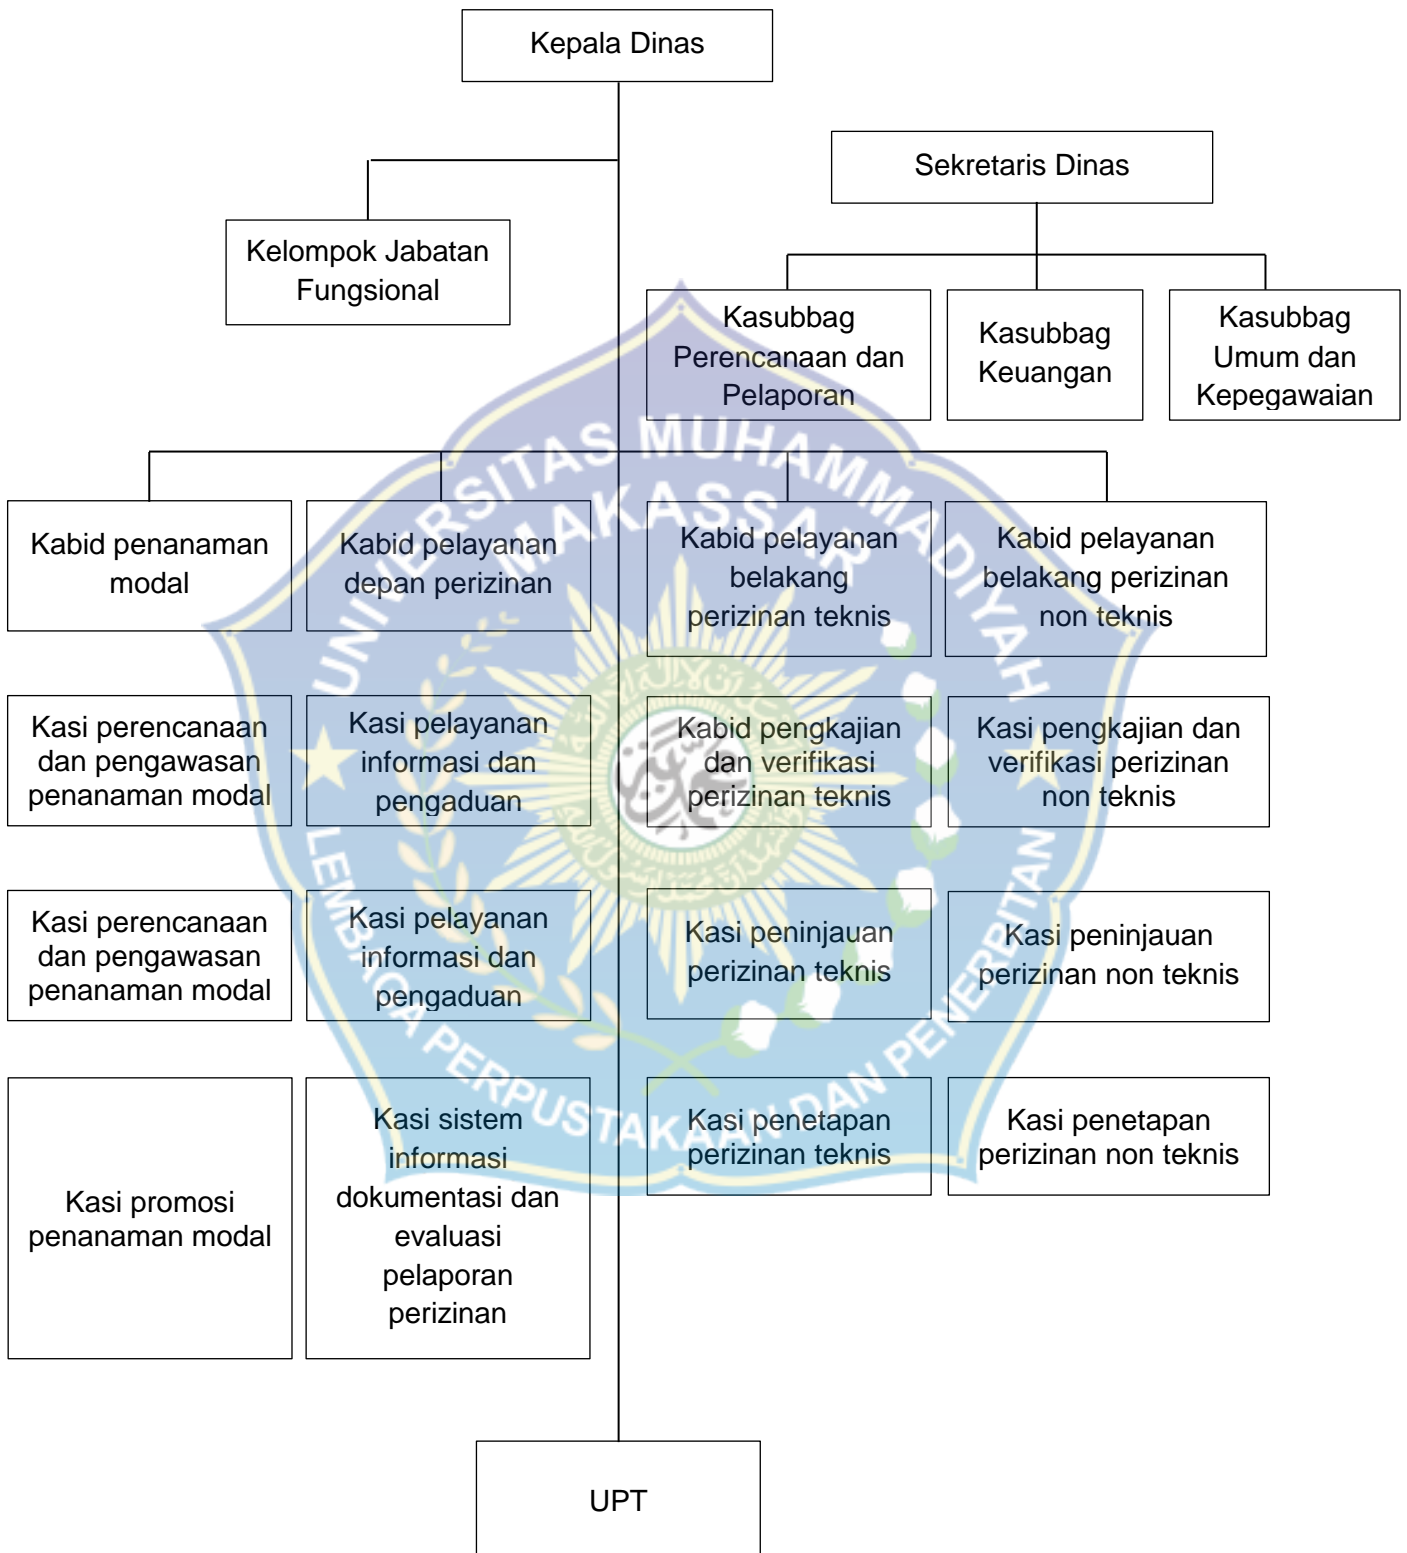 Kepala Dinas
Sekretaris Dinas
Kelompok Jabatan
Fungsional
Kasubbag
Perencanaan dan
Pelaporan
Kasubbag
Keuangan
Kasubbag
Umum dan
Kepegawaian
UNIVERSITAS MUHAMMADIYAH
MAKASSAR
Kabid penanaman
modal
Kabid pelayanan
depan perizinan
Kabid pelayanan
belakang
perizinan teknis
Kabid pelayanan
belakang perizinan
non teknis
Kasi perencanaan
dan pengawasan
penanaman modal
Kasi pelayanan
informasi dan
pengaduan
Kabid pengkajian
dan verifikasi
perizinan teknis
Kasi pengkajian dan
verifikasi perizinan
non teknis
Kasi perencanaan
dan pengawasan
penanaman modal
Kasi pelayanan
informasi dan
pengaduan
Kasi peninjauan
perizinan teknis
Kasi peninjauan
perizinan non teknis
LEMBAGA PERPUSTAKAAN DAN PENERBITAN
Kasi promosi
penanaman modal
Kasi sistem
informasi
dokumentasi dan
evaluasi
pelaporan
perizinan
Kasi penetapan
perizinan teknis
Kasi penetapan
perizinan non teknis
UPT